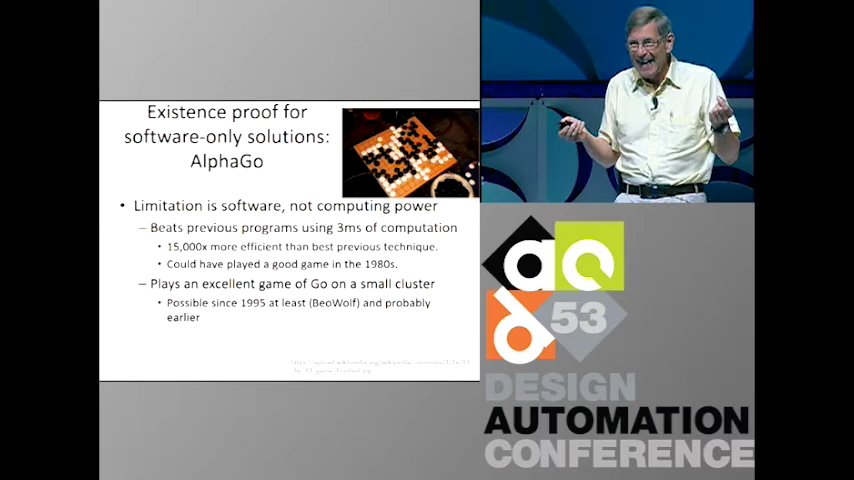 Existence proof for
software-only solutions:
AlphaGo
• Limitation is software, not computing power
– Beats previous programs using 3ms of computation
• 15,000x more efficient than best previous technique.
• Could have played a good game in the 1980s.
– Plays an excellent game of Go on a small cluster
• Possible since 1995 at least (BeoWolf) and probably
earlier
dac
53
DESIGN
AUTOMATION
CONFERENCE